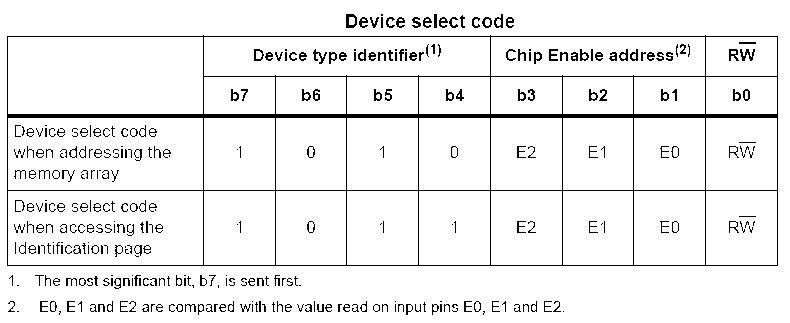 Device select code
Device type identifier(1) Chip Enable address(2) RW̅
b7 b6 b5 b4 b3 b2 b1 b0
Device select code
when addressing the
memory array
1 0 1 0 E2 E1 E0 RW̅
Device select code
when accessing the
Identification page
1 0 1 1 E2 E1 E0 RW̅
1. The most significant bit, b7, is sent first.
2. E0, E1 and E2 are compared with the value read on input pins E0, E1 and E2.